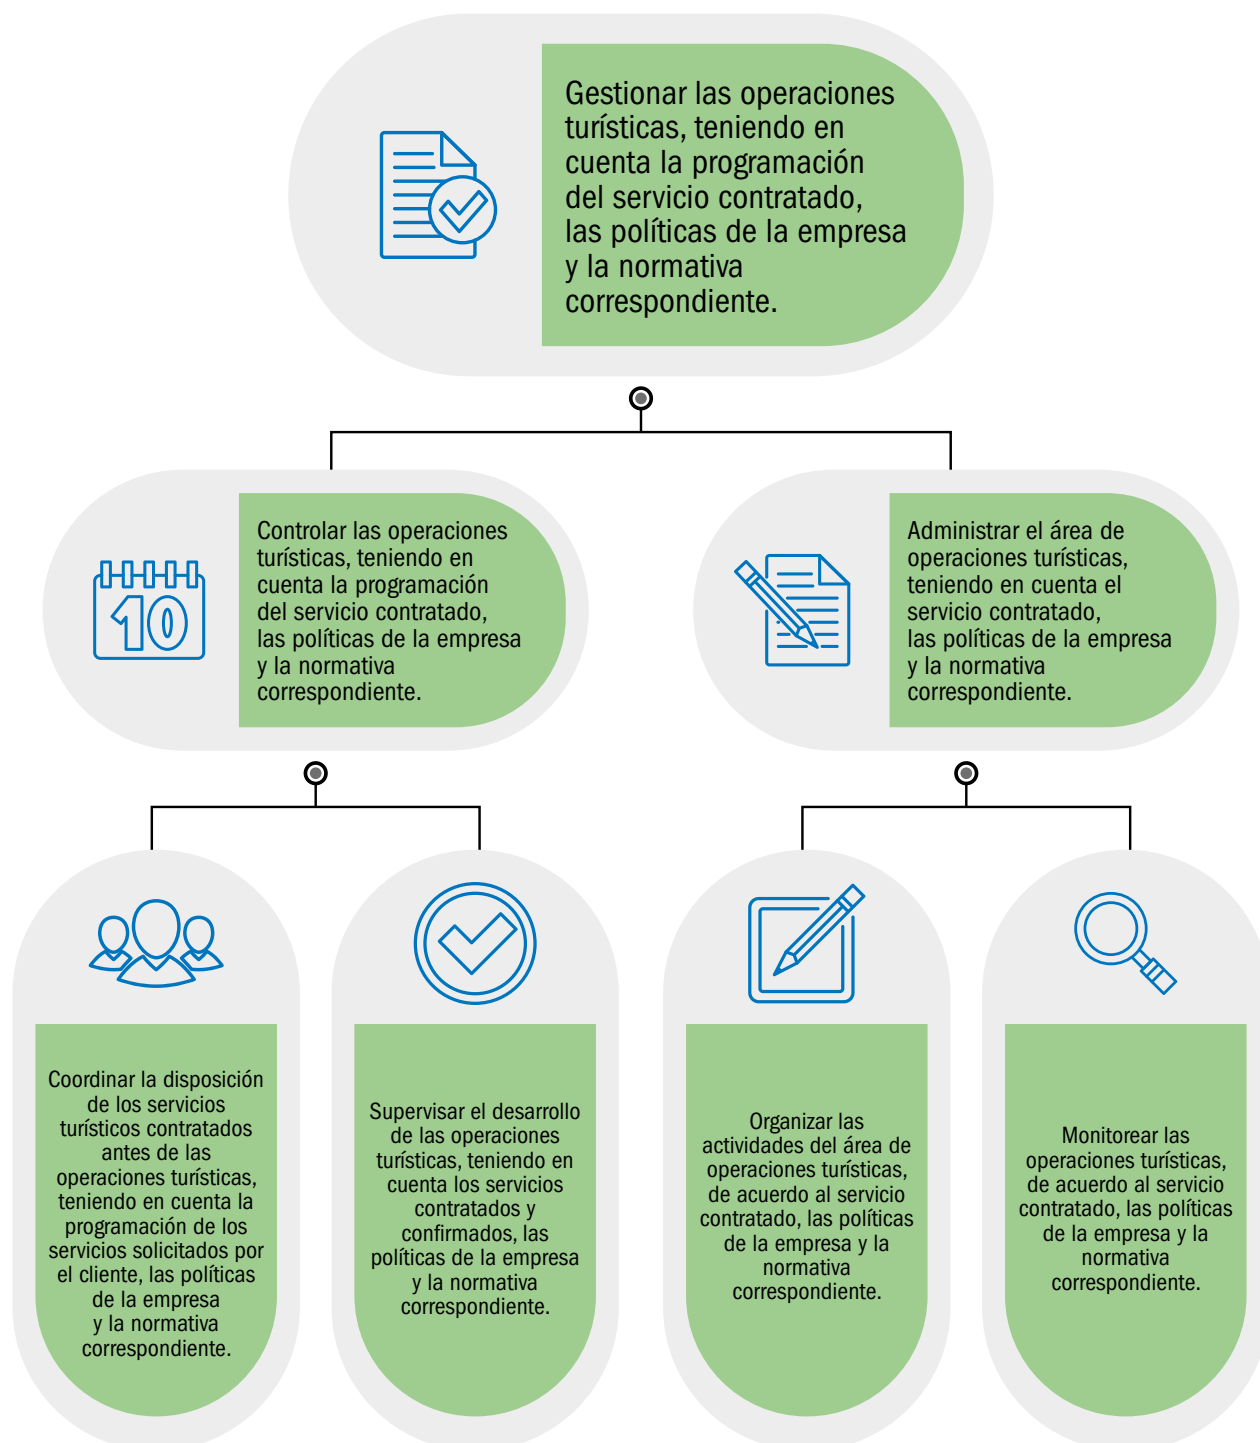 Gestionar las operaciones
turísticas, teniendo en
cuenta la programación
del servicio contratado,
las políticas de la empresa
y la normativa
correspondiente.
10
Controlar las operaciones
turísticas, teniendo en
cuenta la programación
del servicio contratado,
las políticas de la empresa
y la normativa
correspondiente.
Administrar el área de
operaciones turísticas,
teniendo en cuenta el
servicio contratado,
las políticas de la empresa
y la normativa
correspondiente.
Coordinar la disposición
de los servicios
turísticos contratados
antes de las
operaciones turísticas,
teniendo en cuenta la
programación de los
servicios solicitados por
el cliente, las políticas
de la empresa
y la normativa
correspondiente.
Supervisar el desarrollo
de las operaciones
turísticas, teniendo en
cuenta los servicios
contratados y
confirmados, las
políticas de la empresa
y la normativa
correspondiente.
Organizar las
actividades del área de
operaciones turísticas,
de acuerdo al servicio
contratado, las políticas
de la empresa y la
normativa
correspondiente.
Monitorear las
operaciones turísticas,
de acuerdo al servicio
contratado, las políticas
de la empresa y la
normativa
correspondiente.